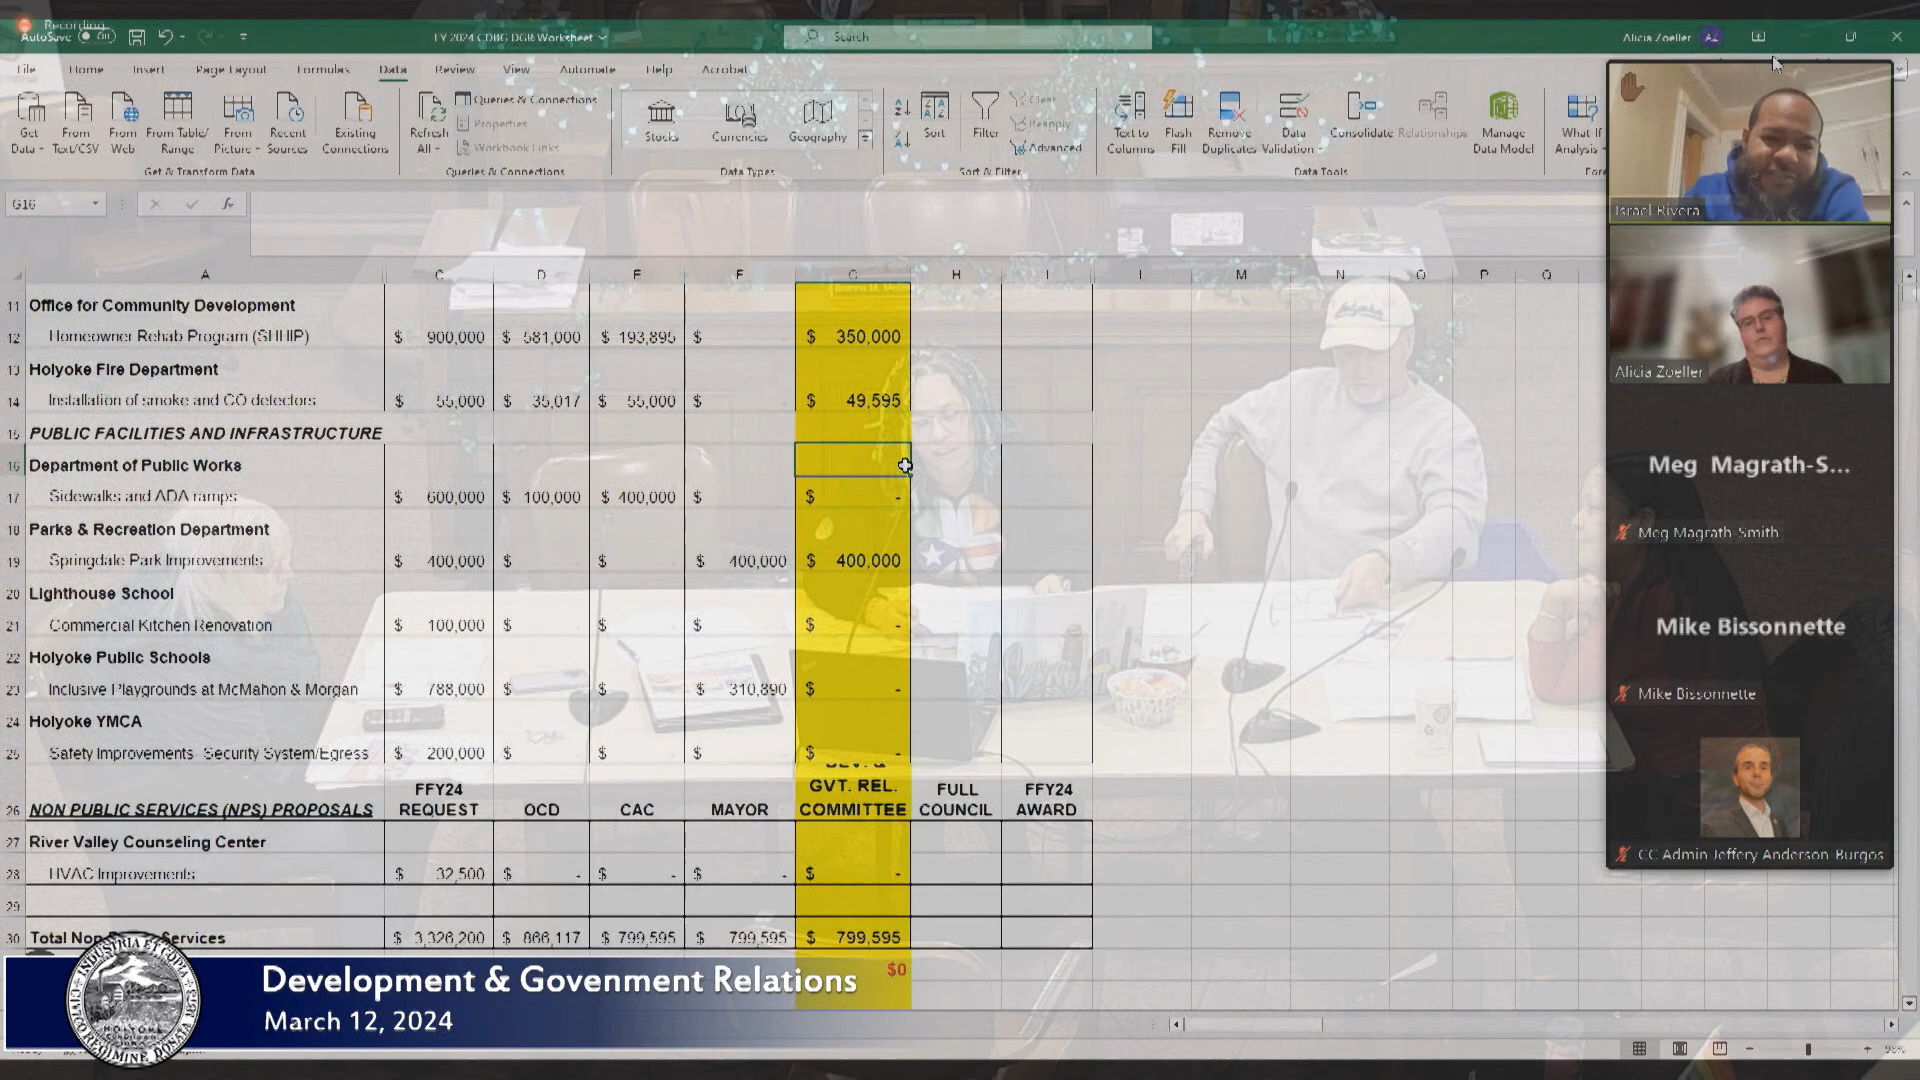 Recording
AutoSave Off FY 2024 CDBG DGR Worksheet Search Alicia Zoeller AZ
File Home Insert Page Layout Formulas Data Review View Automate Help Acrobat
Get Data From Text/CSV From Web From Table/ Range From Picture Recent Sources Existing Connections Refresh All Queries & Connections Properties Workbook Links Stocks Currencies Geography Sort Filter Clear Reapply Advanced Text to Columns Flash Fill Remove Duplicates Data Validation Consolidate Relationships Manage Data Model What-If Analysis
Get & Transform Data Queries & Connections Data Types Sort & Filter Data Tools Fore
G16 fx
A C D E F G H I L M N O P Q
11 Office for Community Development
12 Homeowner Rehab Program (SHHIP) $ 900,000 $ 581,000 $ 193,895 $ $ 350,000
13 Holyoke Fire Department
14 Installation of smoke and CO detectors $ 55,000 $ 35,017 $ 55,000 $ $ 49,595
15 PUBLIC FACILITIES AND INFRASTRUCTURE
16 Department of Public Works
17 Sidewalks and ADA ramps $ 600,000 $ 100,000 $ 400,000 $ $ -
18 Parks & Recreation Department
19 Springdale Park Improvements $ 400,000 $ $ $ 400,000 $ 400,000
20 Lighthouse School
21 Commercial Kitchen Renovation $ 100,000 $ $ $ $ -
22 Holyoke Public Schools
23 Inclusive Playgrounds at McMahon & Morgan $ 788,000 $ $ $ 310,890 $ -
24 Holyoke YMCA
25 Safety Improvements Security System/Egress $ 200,000 $ $ $ $ -
26 NON PUBLIC SERVICES (NPS) PROPOSALS FFY24 REQUEST OCD CAC MAYOR DEV. & GVT. REL. COMMITTEE FULL COUNCIL FFY24 AWARD
27 River Valley Counseling Center
28 HVAC Improvements $ 32,500 $ - $ - $ - $ -
29
30 Total Non Services $ 3,326,200 $ 866,117 $ 799,595 $ 799,595 $ 799,595
$0
Israel Rivera
Alicia Zoeller
Meg Magrath-S...
Meg Magrath-Smith
Mike Bissonnette
Mike Bissonnette
CC Admin Jeffery Anderson-Burgos
Development & Govenment Relations
March 12, 2024
98%